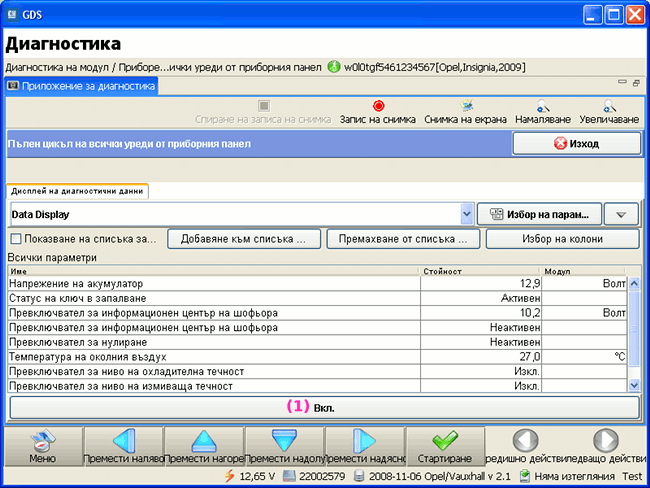 GDS
Диагностика
Диагностика на модул / Приборе...ички уреди от приборния панел w0l0tgf5461234567[Opel,Insignia,2009]
Приложение за диагностика
Спиране на записа на снимка Запис на снимка Снимка на екрана Намаляване Увеличаване
Пълен цикъл на всички уреди от приборния панел Изход
Дисплей на диагностични данни
Data Display Избор на парам...
Показване на списъка за... Добавяне към списъка ... Премахване от списъка ... Избор на колони
Всички параметри
Име Стойност Модул
Напрежение на акумулатор 12,9 Волт
Статус на ключ в запалване Активен
Превключвател за информационен център на шофьора 10,2 Волт
Превключвател за информационен център на шофьора Неактивен
Превключвател за нулиране Неактивен
Температура на околния въздух 27,0 °C
Превключвател за ниво на охладителна течност Изкл.
Превключвател за ниво на измиваща течност Изкл.
(1) Вкл.
Меню Премести наляво Премести нагоре Премести надолу Премести надясно Стартиране редишно действи ледващо действи
12,65 V 22002579 2008-11-06 Opel/Vauxhall v 2.1 Няма изтегляния Test